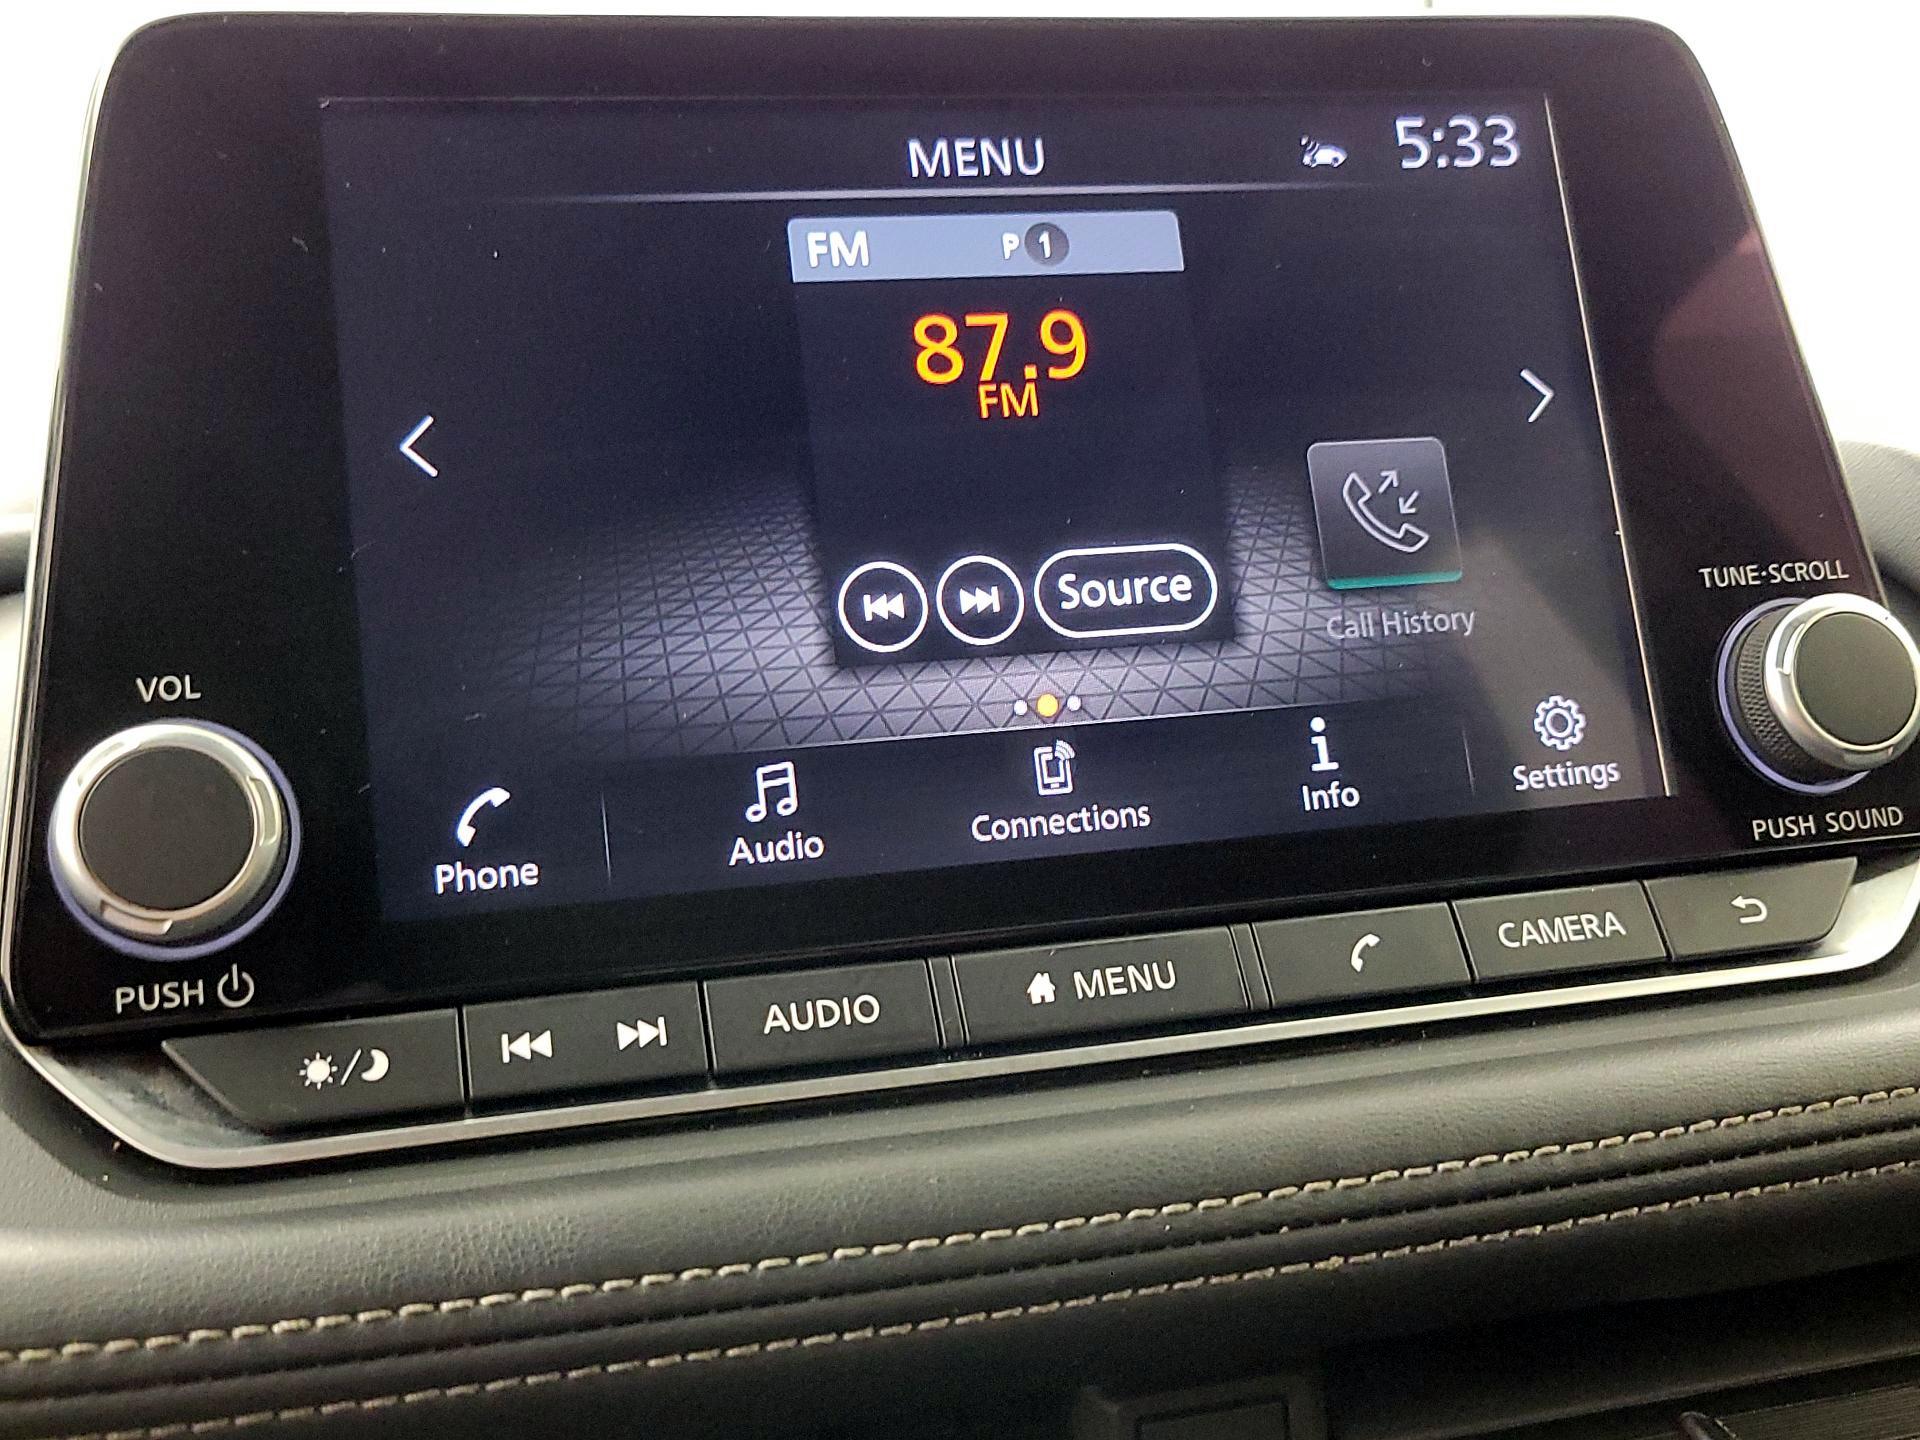 MENU
5:33
FM P 1
87.9
FM
Source
Call History
TUNE·SCROLL
VOL
Phone
Audio
Connections
Info
Settings
PUSH SOUND
PUSH
AUDIO
MENU
CAMERA